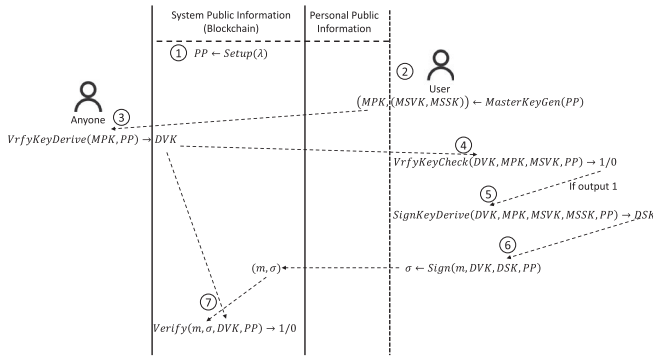 System Public Information
(Blockchain)
Personal Public
Information
1 PP ← Setup(λ)
2
User
(MPK, (MSVK, MSSK)) ← MasterKeyGen(PP)
Anyone
3
VrfyKeyDerive(MPK, PP) → DVK
4
VrfyKeyCheck(DVK, MPK, MSVK, PP) → 1/0
5
If output 1
SignKeyDerive(DVK, MPK, MSVK, MSSK, PP) → DSK
6
(m, σ)
σ ← Sign(m, DVK, DSK, PP)
7
Verify(m, σ, DVK, PP) → 1/0